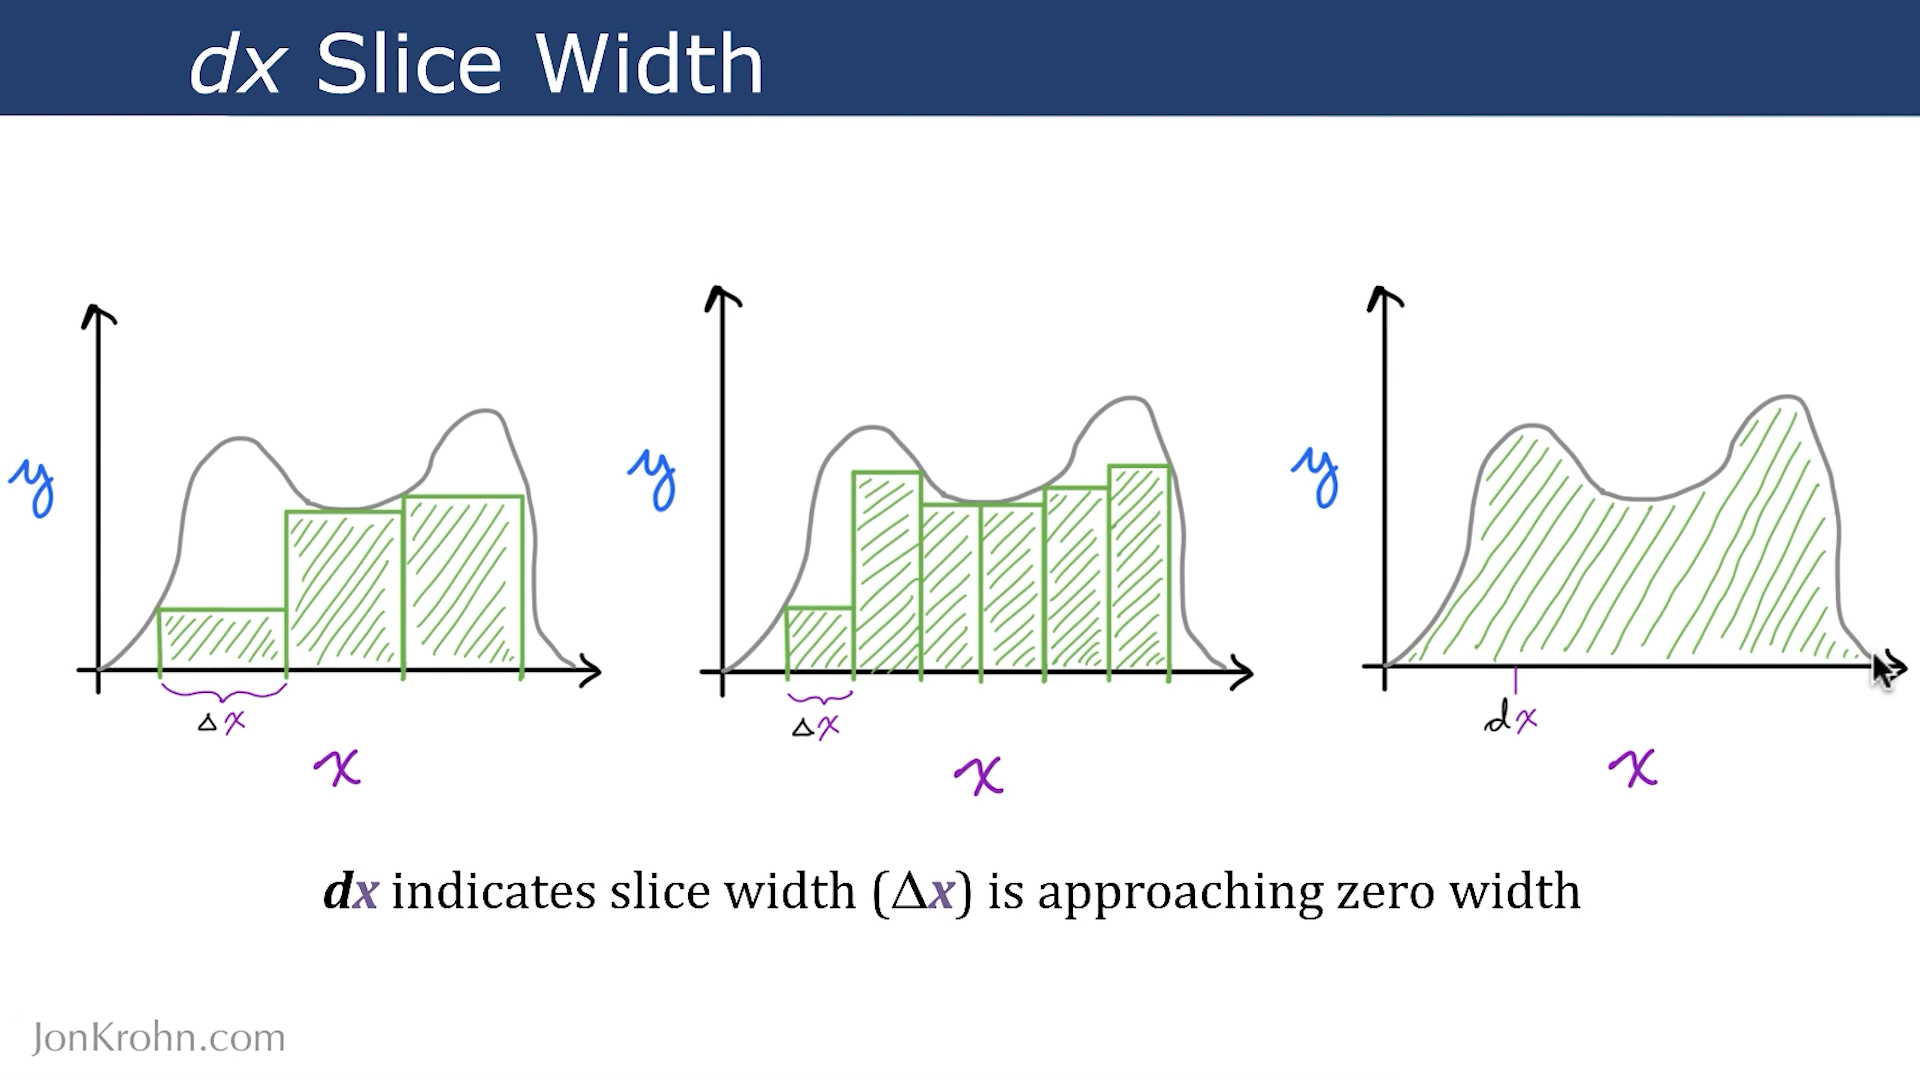 dx Slice Width
y
Δx
x
y
Δx
x
y
dx
x
dx indicates slice width (Δx) is approaching zero width
JonKrohn.com